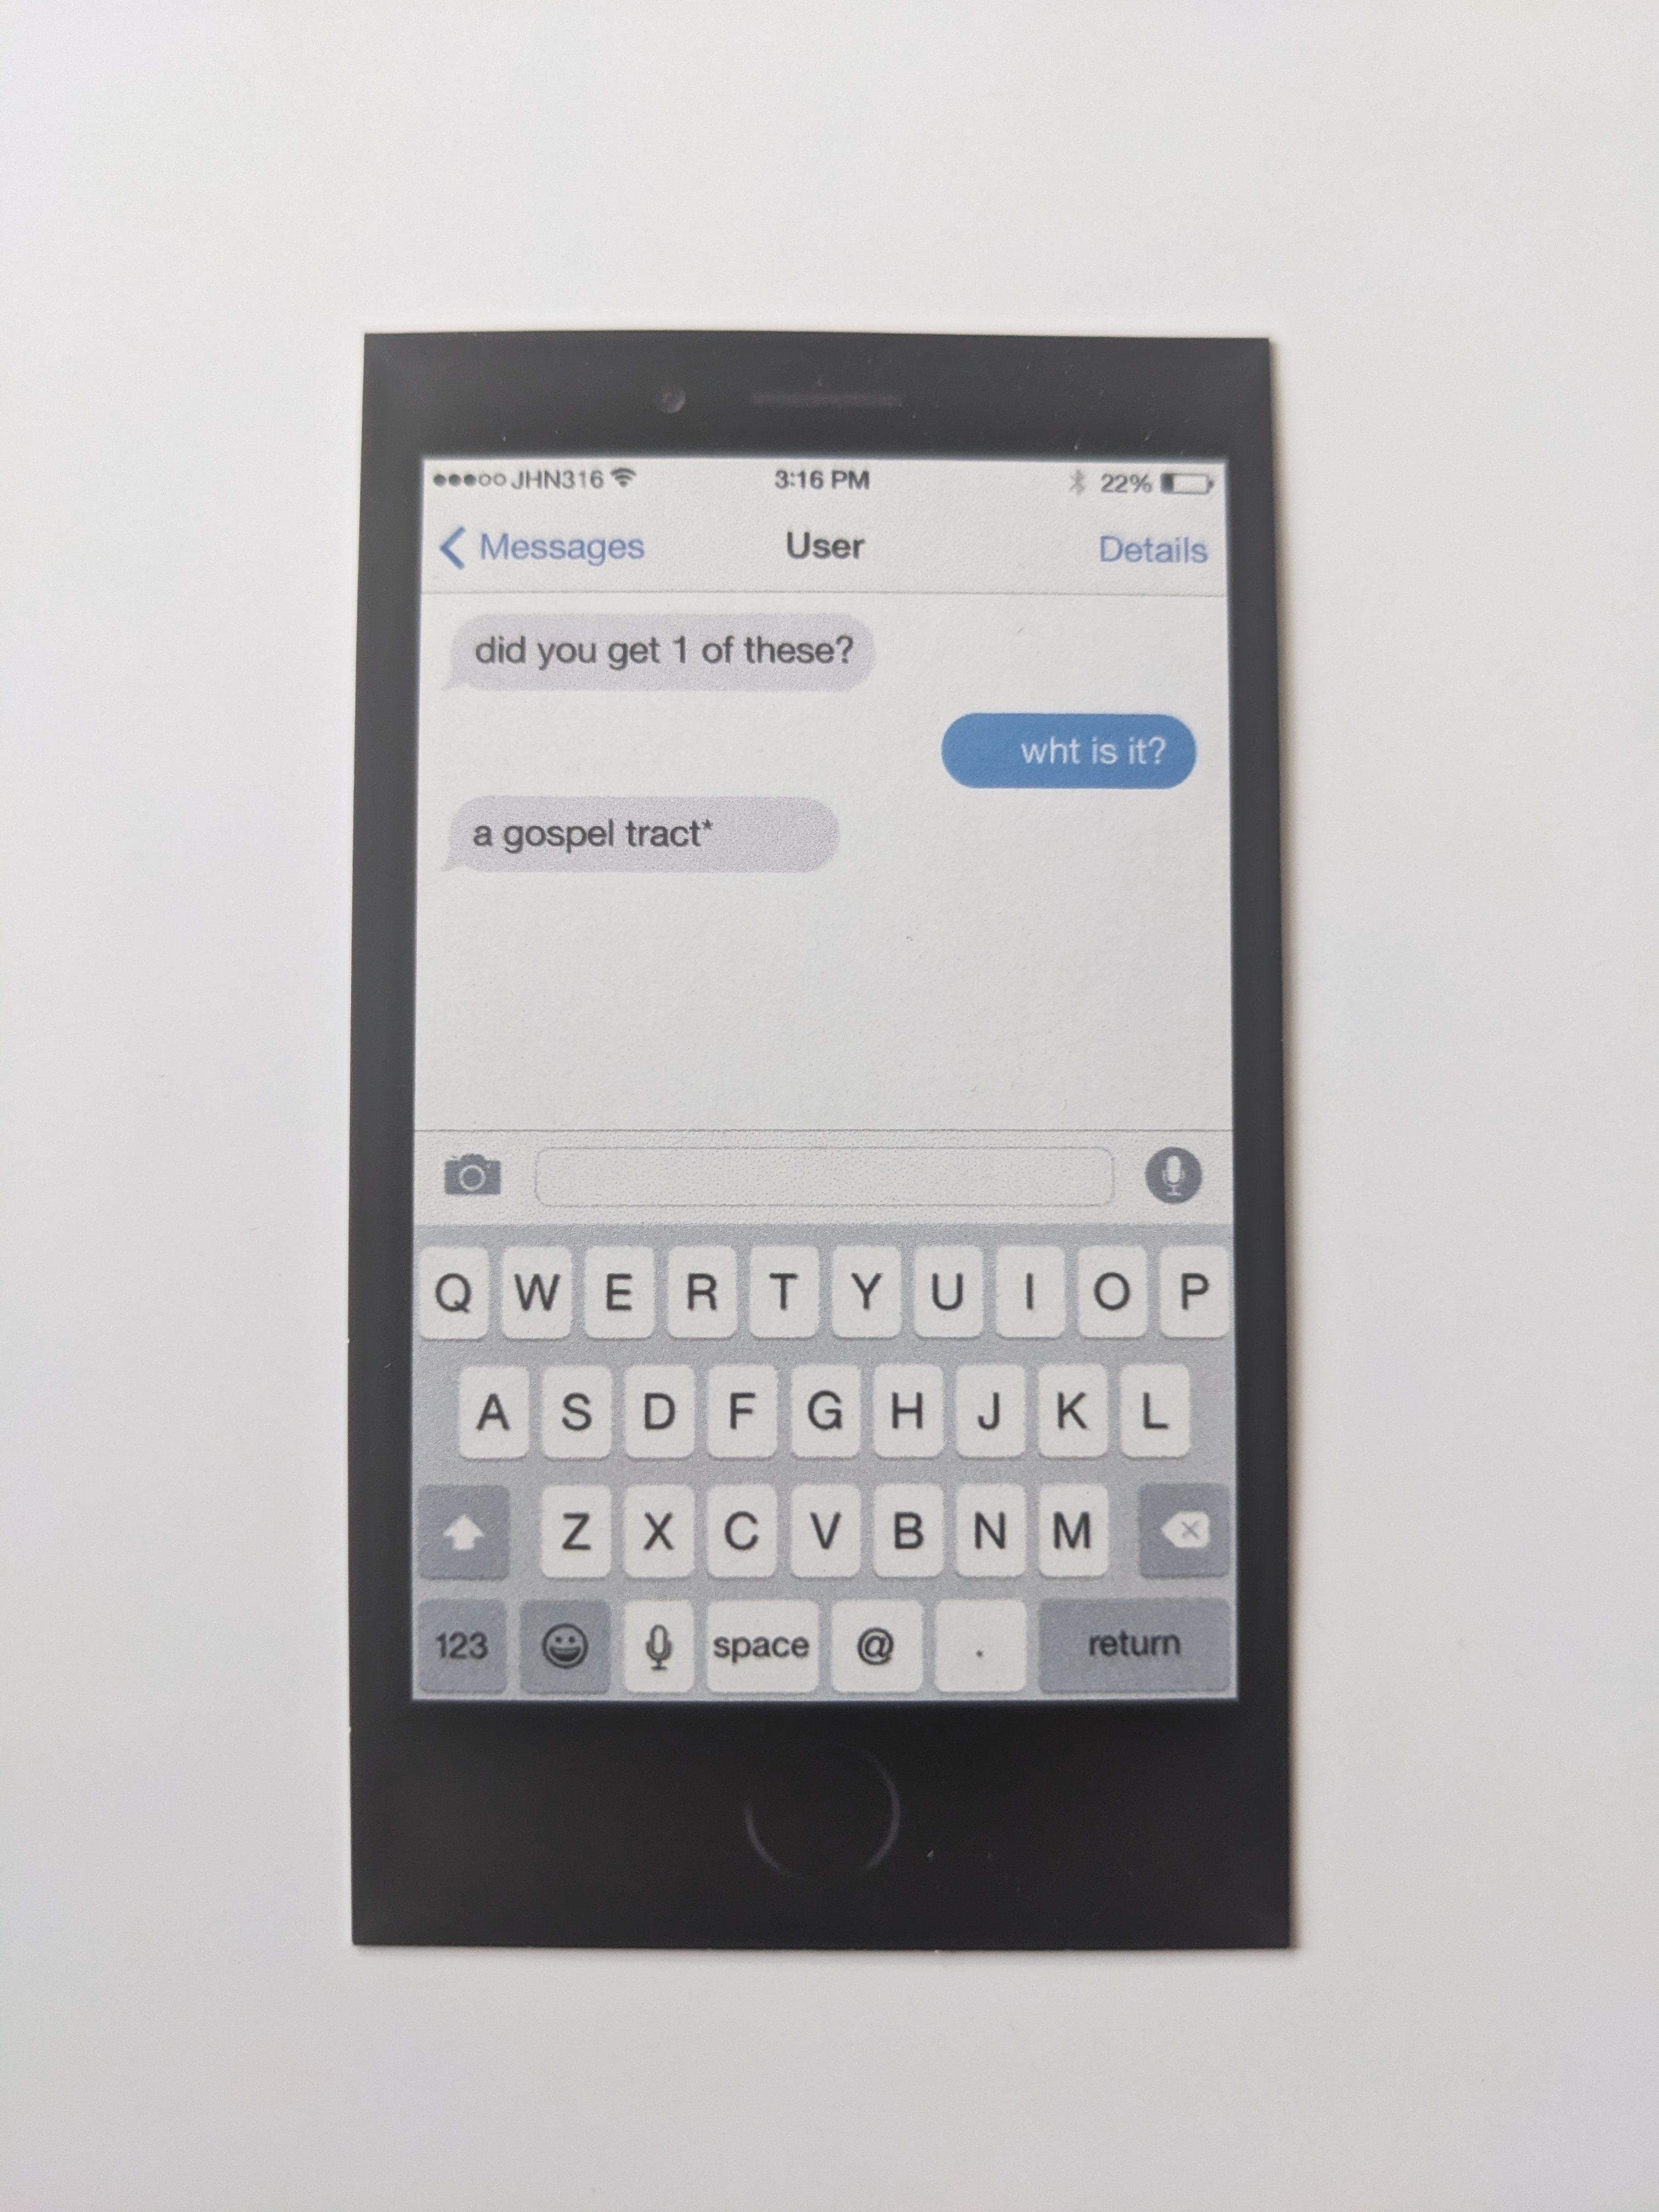 ●●●○○ JHN316 3:16 PM 22%
Messages User Details
did you get 1 of these?
wht is it?
a gospel tract*
Q W E R T Y U I O P
A S D F G H J K L
Z X C V B N M
123 space @ . return